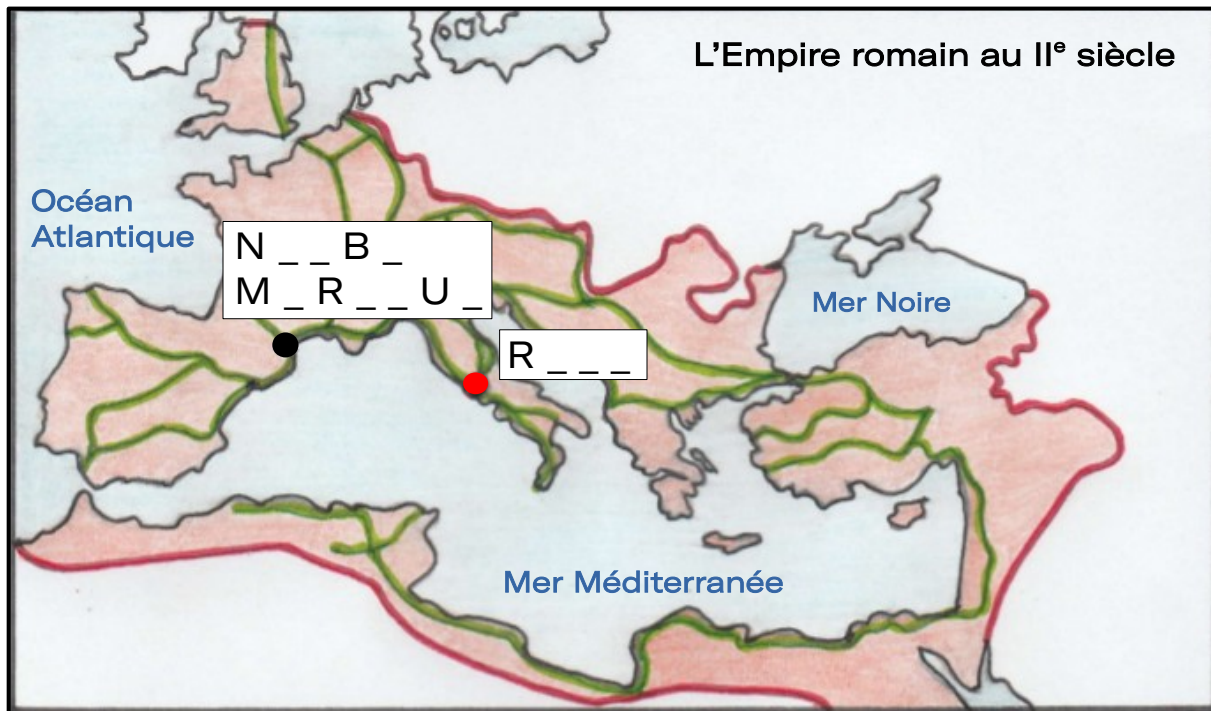 L'Empire romain au IIe siècle
Océan
Atlantique
N _ _ B _
M _ R _ _ U _
R _ _ _
Mer Noire
Mer Méditerranée